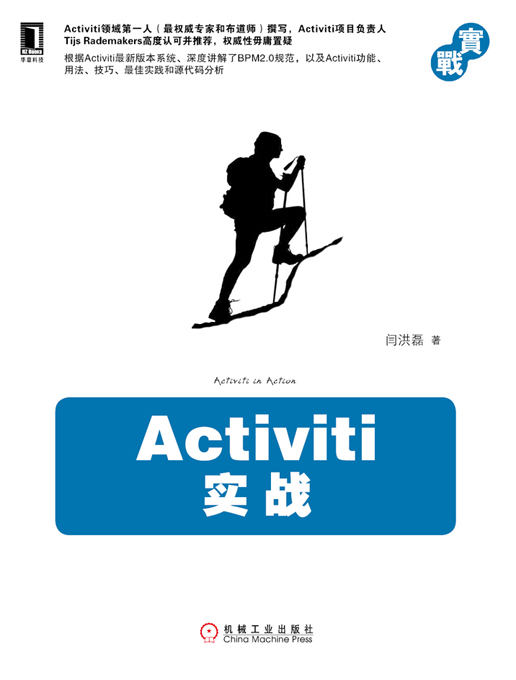 Activiti领域第一人（最权威专家和布道师）撰写，Activiti项目负责人
Tijs Rademakers高度认可并推荐，权威性毋庸置疑
根据Activiti最新版本系统、深度讲解了BPM2.0规范，以及Activiti功能、
用法、技巧、最佳实践和源代码分析
華章科技
實
戰
闫洪磊 著
Activiti in Action
Activiti
实战
机械工业出版社
China Machine Press